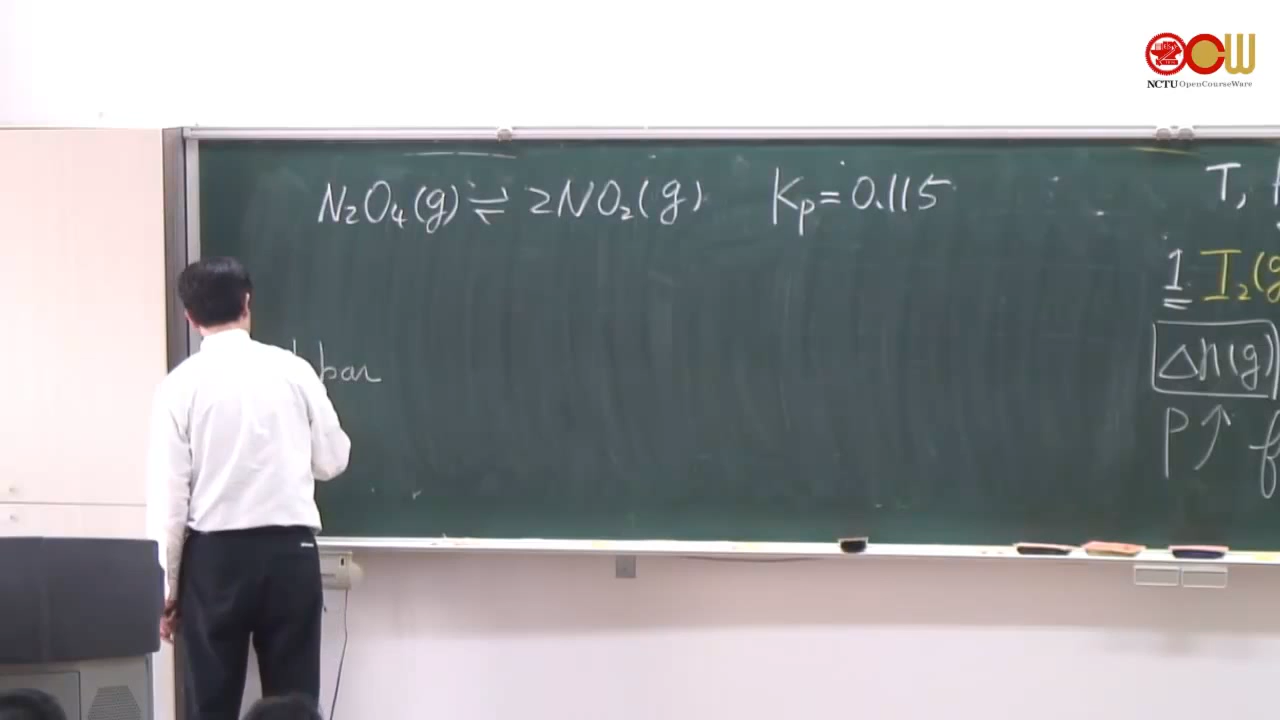 NCTU OpenCourseWare
N₂O₄(g) ⇌ 2NO₂(g) Kp = 0.115
T,
1 I₂(g
Δn(g)
P↑
bar